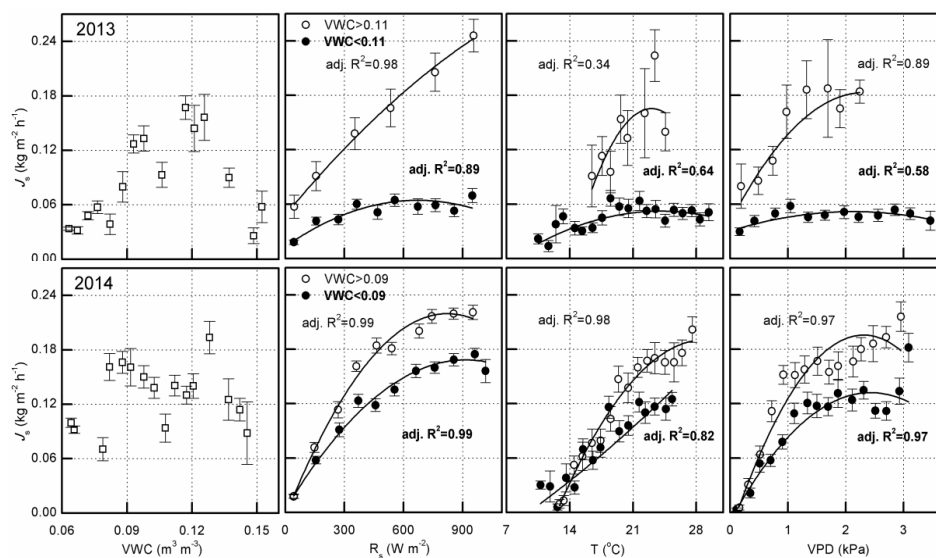 2013
VWC>0.11
VWC<0.11
adj. R²=0.98
adj. R²=0.89
adj. R²=0.34
adj. R²=0.64
adj. R²=0.89
adj. R²=0.58
0.24
0.18
0.12
0.06
0.00
Js (kg m⁻² h⁻¹)
2014
VWC>0.09
VWC<0.09
adj. R²=0.99
adj. R²=0.99
adj. R²=0.98
adj. R²=0.82
adj. R²=0.97
adj. R²=0.97
0.24
0.18
0.12
0.06
0.00
Js (kg m⁻² h⁻¹)
0.06 0.09 0.12 0.15 0 300 600 900 7 14 21 28 0 1 2 3
VWC (m³ m⁻³) Rs (W m⁻²) T (°C) VPD (kPa)